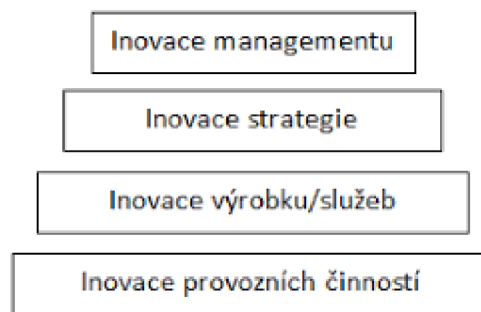 Inovace managementu
Inovace strategie
Inovace výrobku/služeb
Inovace provozních činností